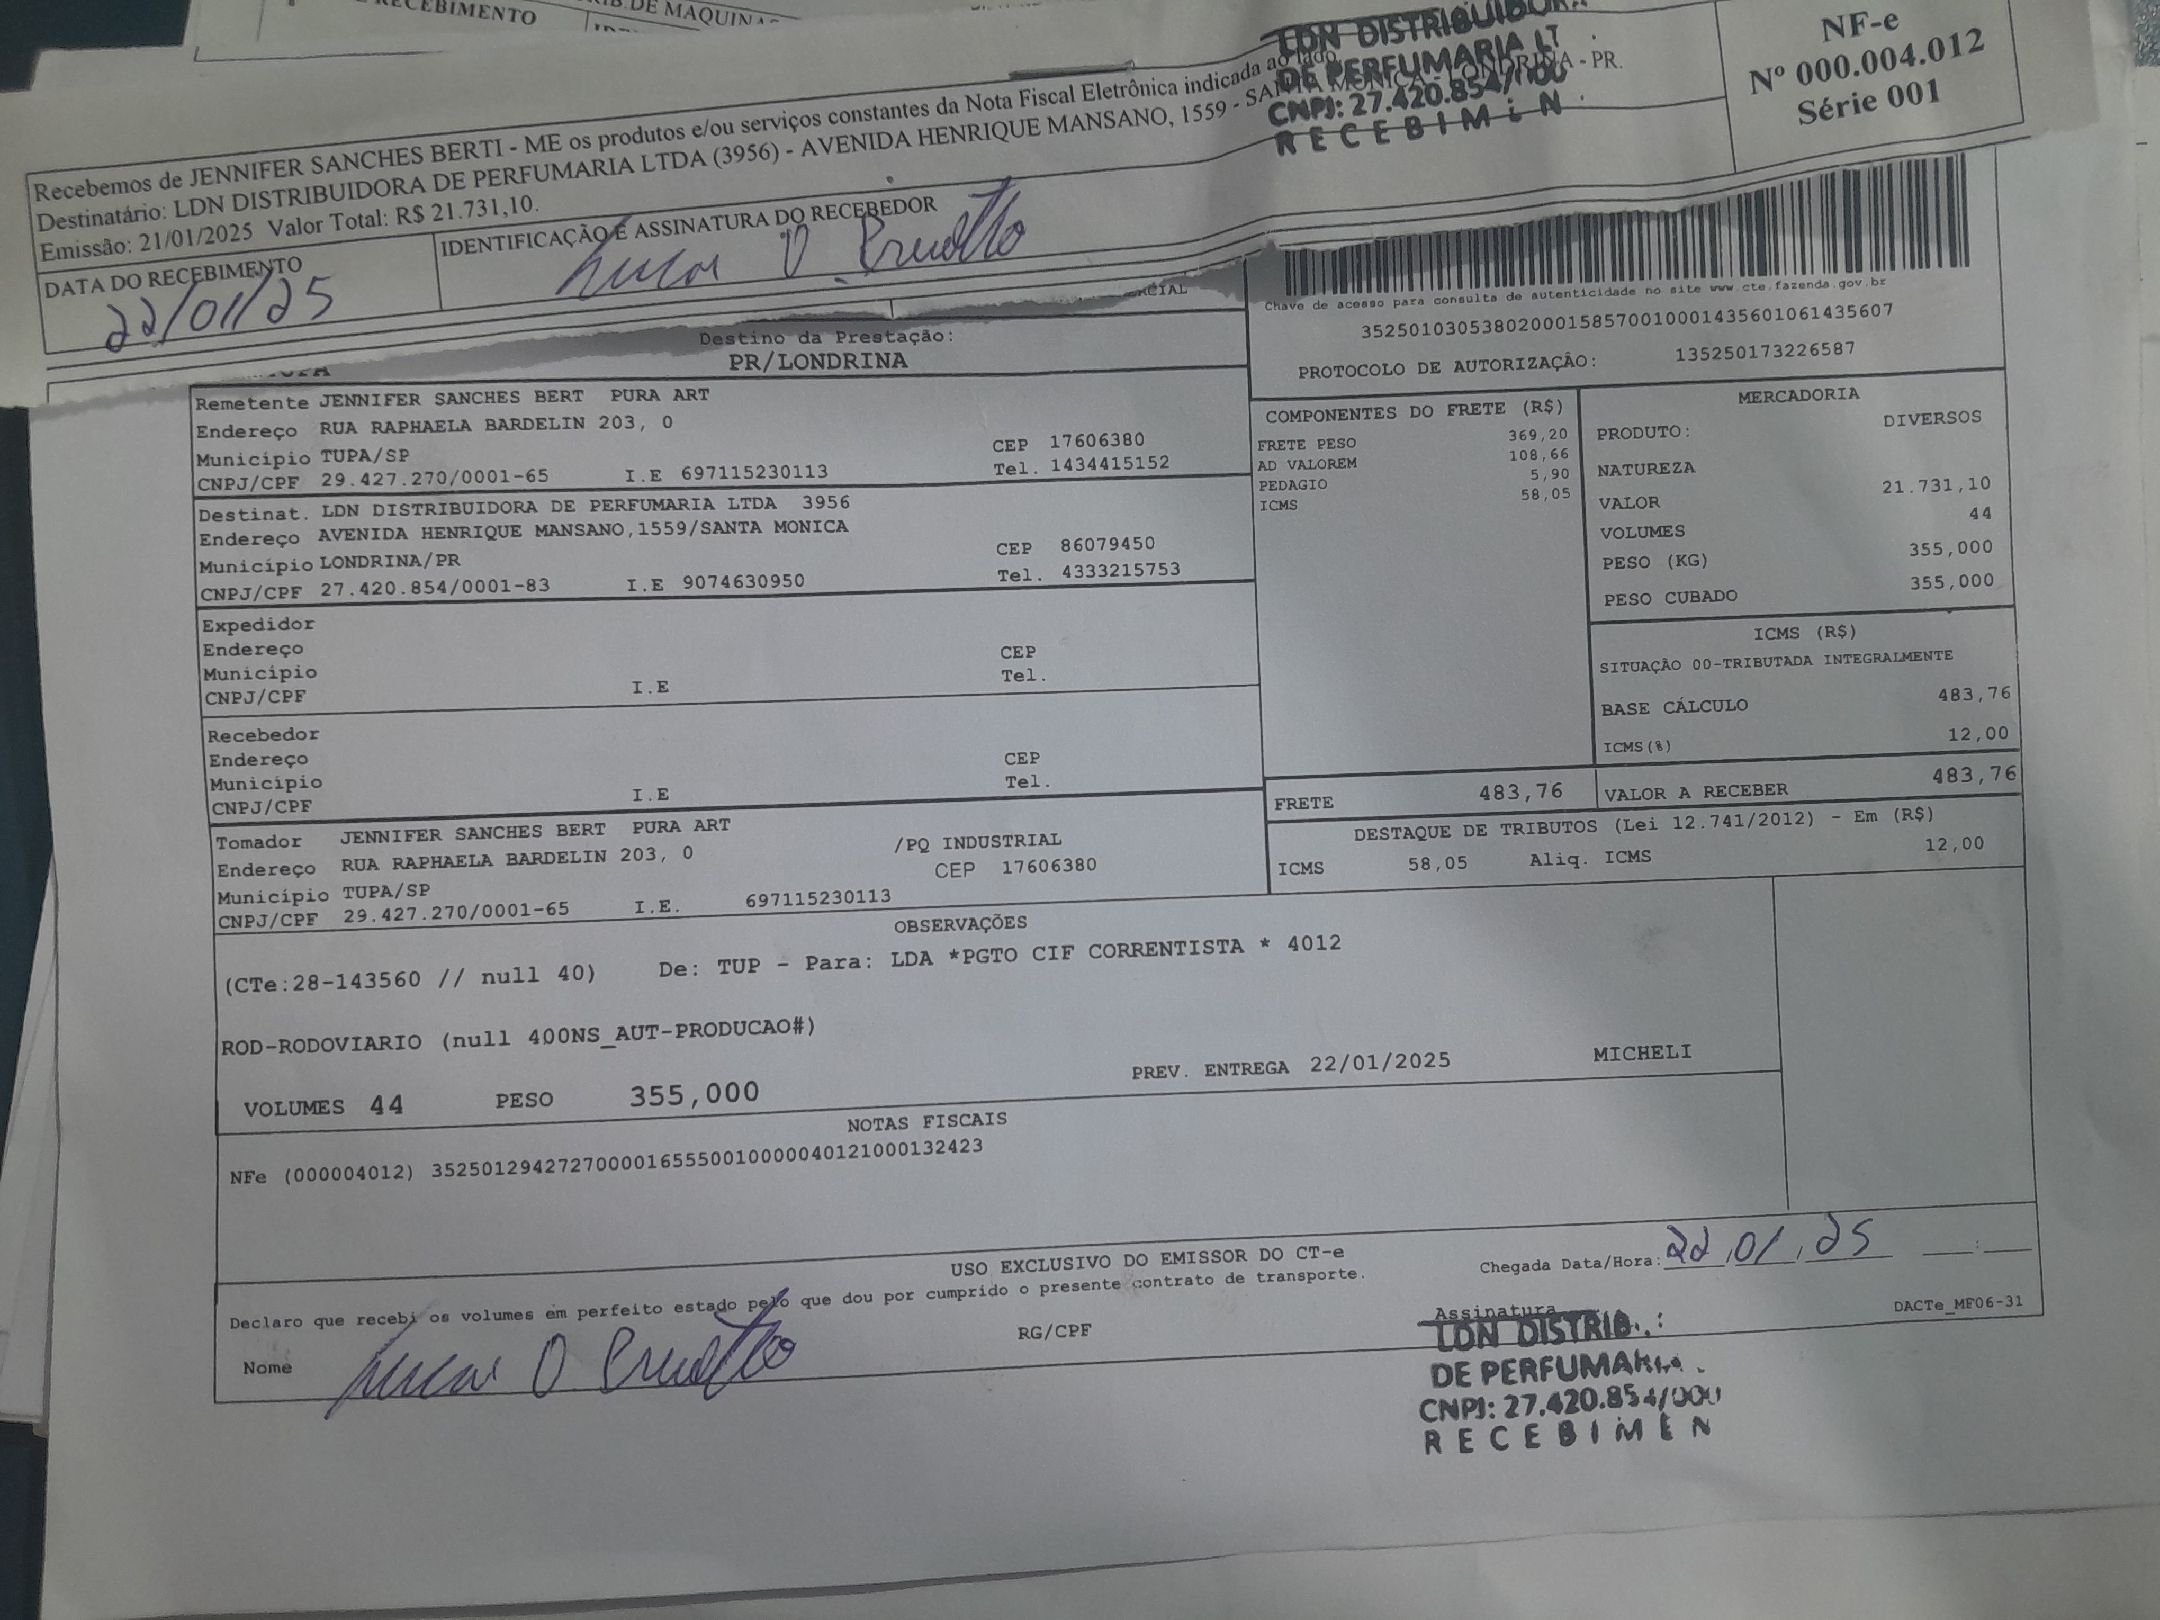 RECEBIMENTO
DE MAQUINAS
Recebemos de JENNIFER SANCHES BERTI - ME os produtos e/ou serviços constantes da Nota Fiscal Eletrônica indicada ao lado.
Destinatário: LDN DISTRIBUIDORA DE PERFUMARIA LTDA (3956) - AVENIDA HENRIQUE MANSANO, 1559 - SANTA MONICA - LONDRINA - PR.
Emissão: 21/01/2025 Valor Total: R$ 21.731,10.
DATA DO RECEBIMENTO
22/01/25
IDENTIFICAÇÃO E ASSINATURA DO RECEBEDOR
LDN DISTRIBUIDORA
DE PERFUMARIA LT
CNPJ: 27.420.854/000
RECEBIMEN
NF-e
Nº 000.004.012
Série 001
Chave de acesso para consulta de autenticidade no site www.cte.fazenda.gov.br
35250103053802000158570010001435601061435607
PROTOCOLO DE AUTORIZAÇÃO: 135250173226587
Destino da Prestação:
PR/LONDRINA
Remetente JENNIFER SANCHES BERT PURA ART
Endereço RUA RAPHAELA BARDELIN 203, 0
Município TUPA/SP CEP 17606380
CNPJ/CPF 29.427.270/0001-65 I.E 697115230113 Tel. 1434415152
Destinat. LDN DISTRIBUIDORA DE PERFUMARIA LTDA 3956
Endereço AVENIDA HENRIQUE MANSANO,1559/SANTA MONICA
Município LONDRINA/PR CEP 86079450
CNPJ/CPF 27.420.854/0001-83 I.E 9074630950 Tel. 4333215753
Expedidor
Endereço
Município CEP
CNPJ/CPF I.E Tel.
Recebedor
Endereço
Município CEP
CNPJ/CPF I.E Tel.
Tomador JENNIFER SANCHES BERT PURA ART
Endereço RUA RAPHAELA BARDELIN 203, 0 /PQ INDUSTRIAL
Município TUPA/SP CEP 17606380
CNPJ/CPF 29.427.270/0001-65 I.E. 697115230113
COMPONENTES DO FRETE (R$)
FRETE PESO 369,20
AD VALOREM 108,66
PEDAGIO 5,90
ICMS 58,05
MERCADORIA
PRODUTO: DIVERSOS
NATUREZA
VALOR 21.731,10
VOLUMES 44
PESO (KG) 355,000
PESO CUBADO 355,000
ICMS (R$)
SITUAÇÃO 00-TRIBUTADA INTEGRALMENTE
BASE CÁLCULO 483,76
ICMS(%) 12,00
FRETE 483,76 VALOR A RECEBER 483,76
DESTAQUE DE TRIBUTOS (Lei 12.741/2012) - Em (R$)
ICMS 58,05 Aliq. ICMS 12,00
OBSERVAÇÕES
(CTe:28-143560 // null 40) De: TUP - Para: LDA *PGTO CIF CORRENTISTA * 4012
ROD-RODOVIARIO (null 400NS_AUT-PRODUCAO#)
VOLUMES 44 PESO 355,000 PREV. ENTREGA 22/01/2025 MICHELI
NOTAS FISCAIS
NFe (000004012) 35250129427270000165550010000040121000132423
USO EXCLUSIVO DO EMISSOR DO CT-e
Declaro que recebi os volumes em perfeito estado pelo que dou por cumprido o presente contrato de transporte.
Chegada Data/Hora: 22/01/25 __:__
Nome RG/CPF Assinatura
DACTe_MF06-31
LDN DISTRIB
DE PERFUMARIA
CNPJ: 27.420.854/000
RECEBIMEN